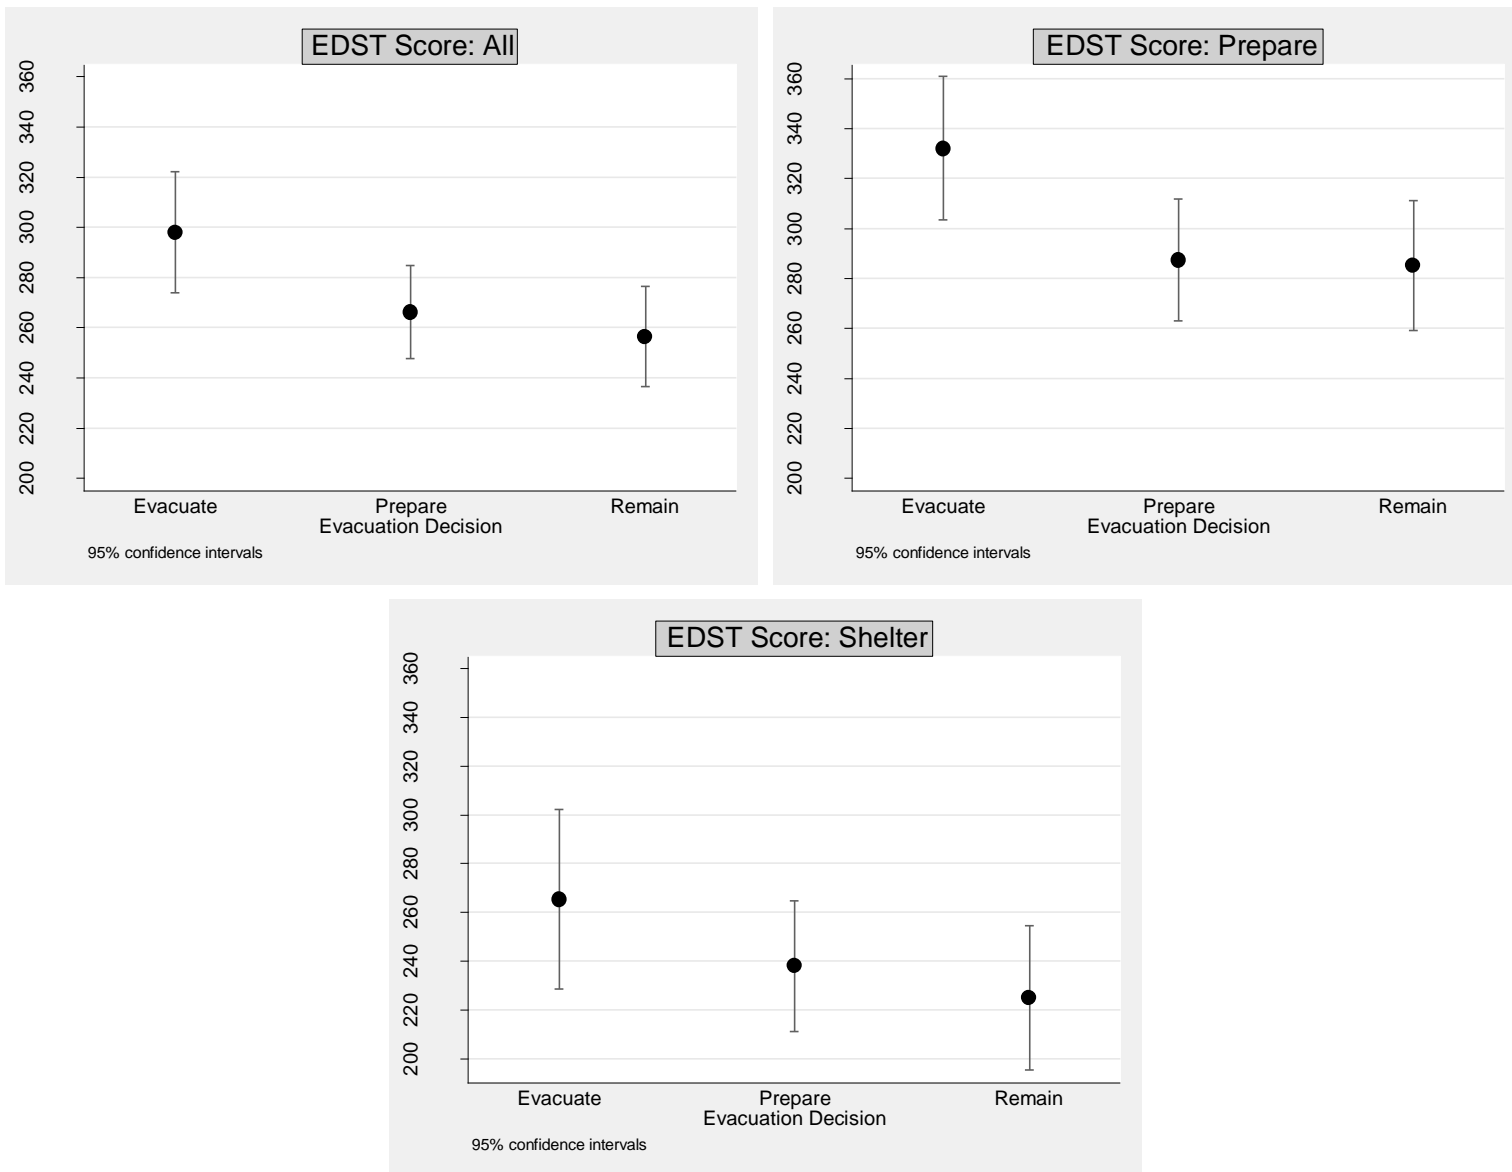 EDST Score: All
360
340
320
300
280
260
240
220
200
Evacuate Prepare Remain
Evacuation Decision
95% confidence intervals
EDST Score: Prepare
360
340
320
300
280
260
240
220
200
Evacuate Prepare Remain
Evacuation Decision
95% confidence intervals
EDST Score: Shelter
360
340
320
300
280
260
240
220
200
Evacuate Prepare Remain
Evacuation Decision
95% confidence intervals